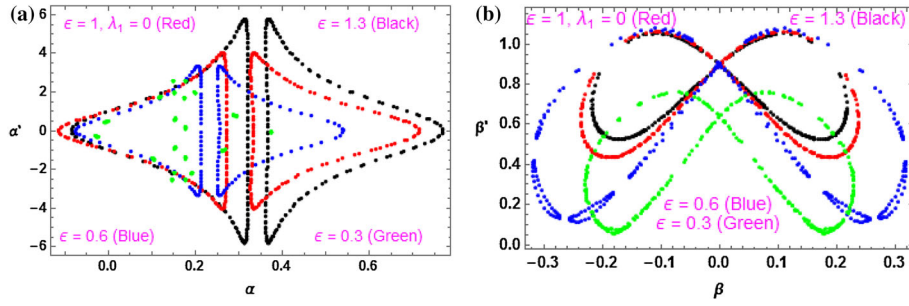 (a)
ϵ = 1, λ₁ = 0 (Red)
ϵ = 1.3 (Black)
6
4
2
0
-2
-4
-6
α'
ϵ = 0.6 (Blue)
ϵ = 0.3 (Green)
0.0 0.2 0.4 0.6
α
(b)
ϵ = 1, λ₁ = 0 (Red)
ϵ = 1.3 (Black)
1.0
0.8
0.6
0.4
0.2
0.0
β'
ϵ = 0.6 (Blue)
ϵ = 0.3 (Green)
-0.3 -0.2 -0.1 0.0 0.1 0.2 0.3
β